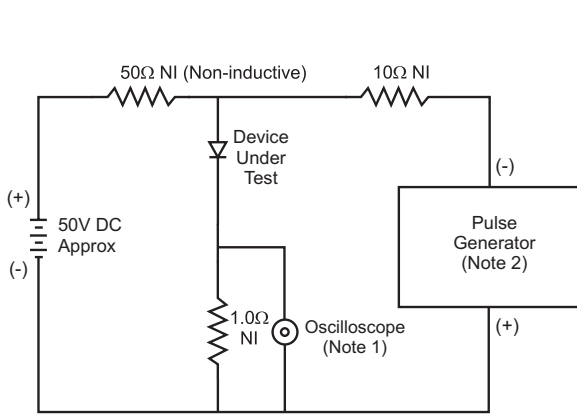 50Ω NI (Non-inductive)
10Ω NI
Device
Under
Test
(-)
(+)
50V DC
Approx
(-)
Pulse
Generator
(Note 2)
1.0Ω
NI
Oscilloscope
(Note 1)
(+)